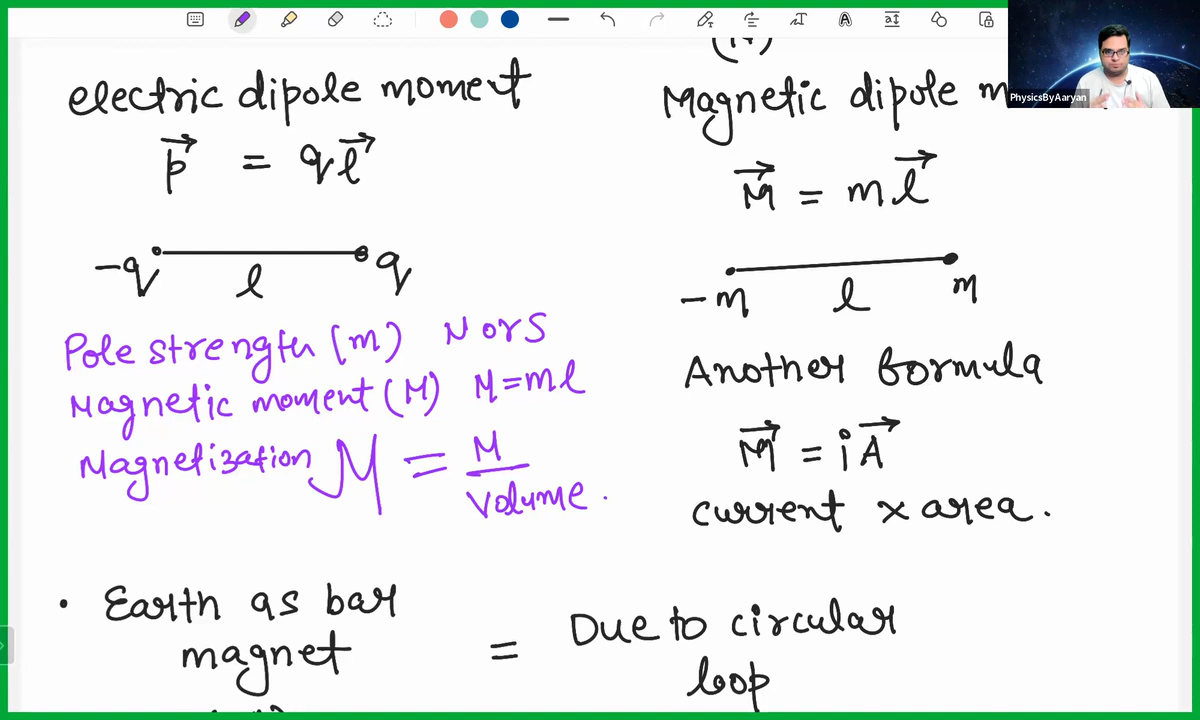 electric dipole moment
p⃗ = ql⃗
-q l q
Pole strength (m) N or S
Magnetic moment (M) M=ml
Magnetization M = M / Volume.
Magnetic dipole m
PhysicsByAaryan
M⃗ = ml⃗
-m l m
Another formula
M⃗ = iA⃗
current x area.
• Earth as bar magnet
=
Due to circular loop